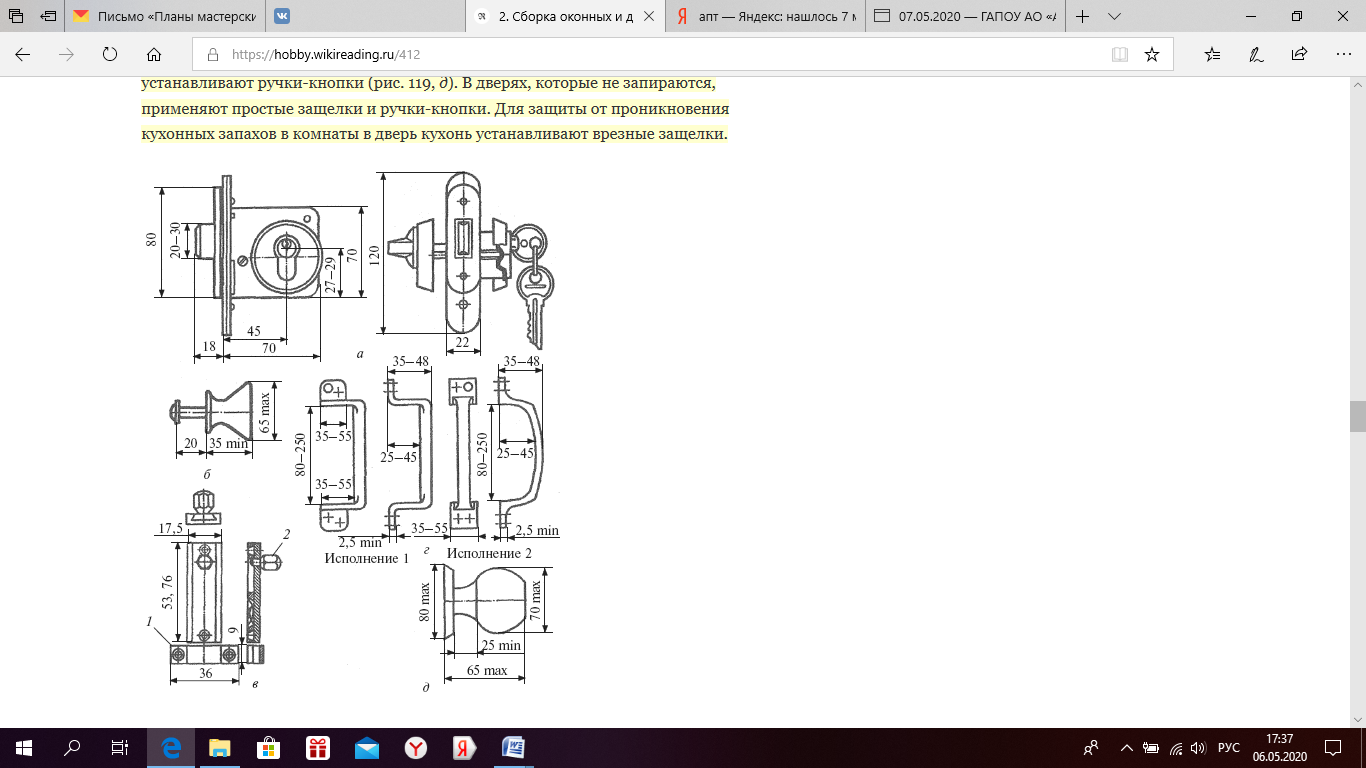 Письмо «Планы мастерски
2. Сборка оконных и д
апт — Яндекс: нашлось 7 м
07.05.2020 — ГАПОУ АО «А
https://hobby.wikireading.ru/412
устанавливают ручки-кнопки (рис. 119, д). В дверях, которые не запираются,
применяют простые защелки и ручки-кнопки. Для защиты от проникновения
кухонных запахов в комнаты в дверь кухонь устанавливают врезные защелки.
80
20–30
27–29
70
120
45
18
70
22
а
35–48
35–48
65 max
20
35 min
б
80–250
35–55
35–55
25–45
80–250
25–45
2,5 min
35–55
2,5 min
Исполнение 1
г
Исполнение 2
17,5
2
53, 76
1
9
36
в
80 max
70 max
25 min
65 max
д
РУС
17:37
06.05.2020